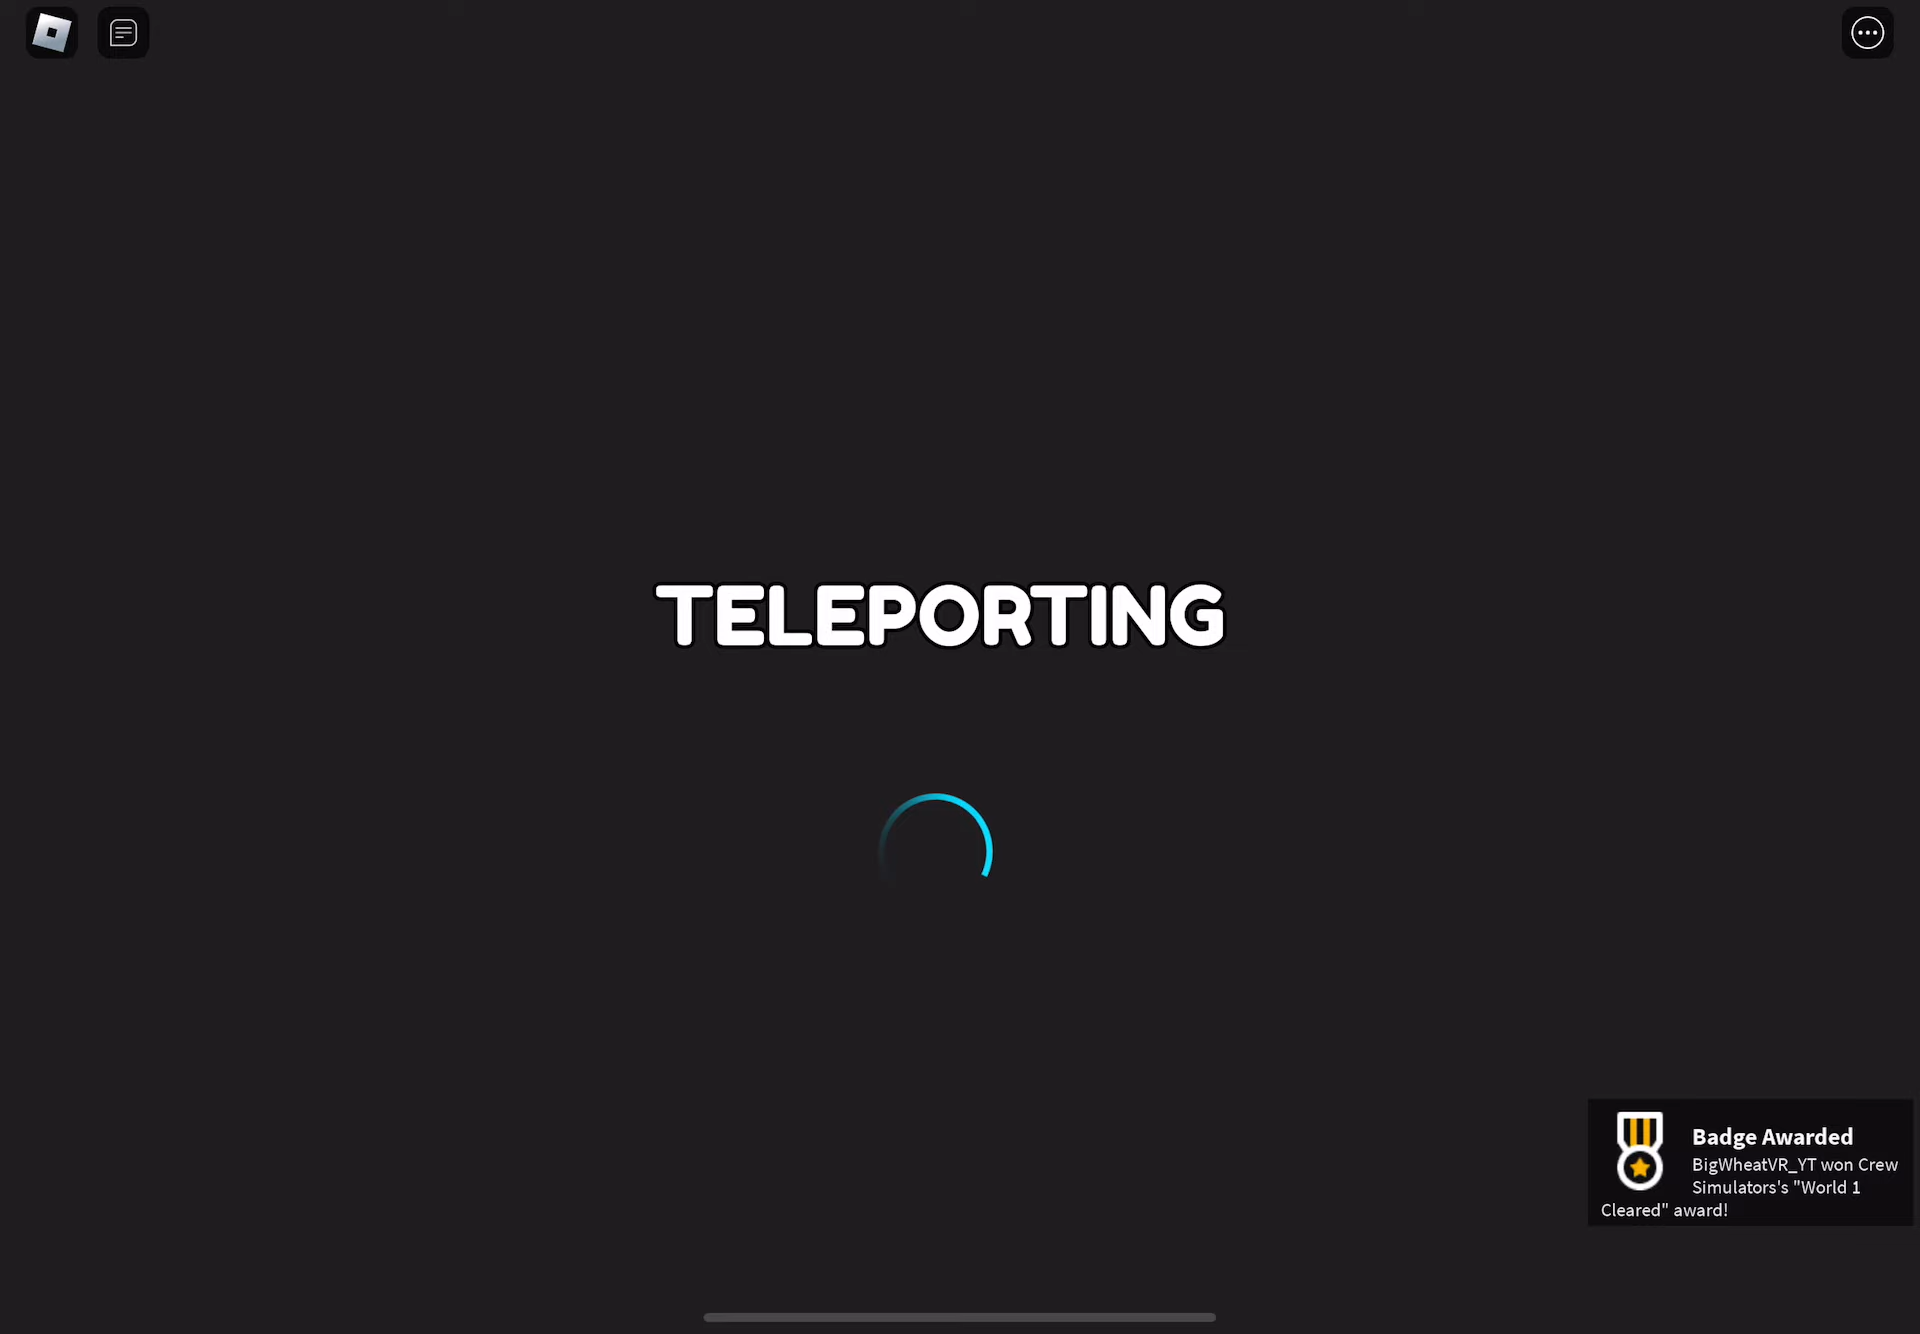 TELEPORTING
Badge Awarded
BigWheatVR_YT won Crew
Simulators's "World 1
Cleared" award!